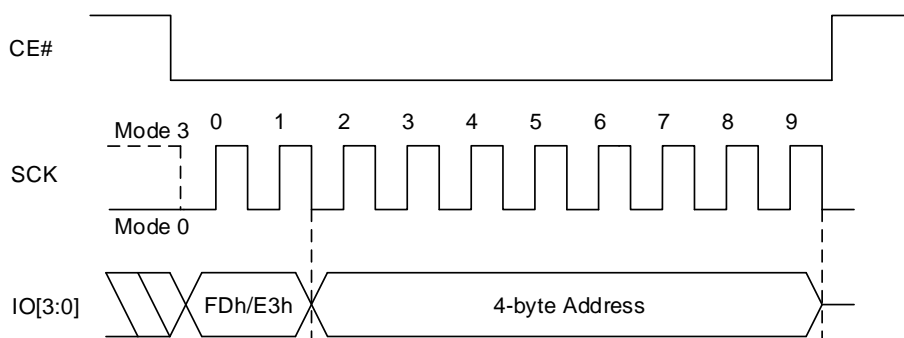 CE#
0 1 2 3 4 5 6 7 8 9
Mode 3
SCK
Mode 0
IO[3:0] FDh/E3h 4-byte Address